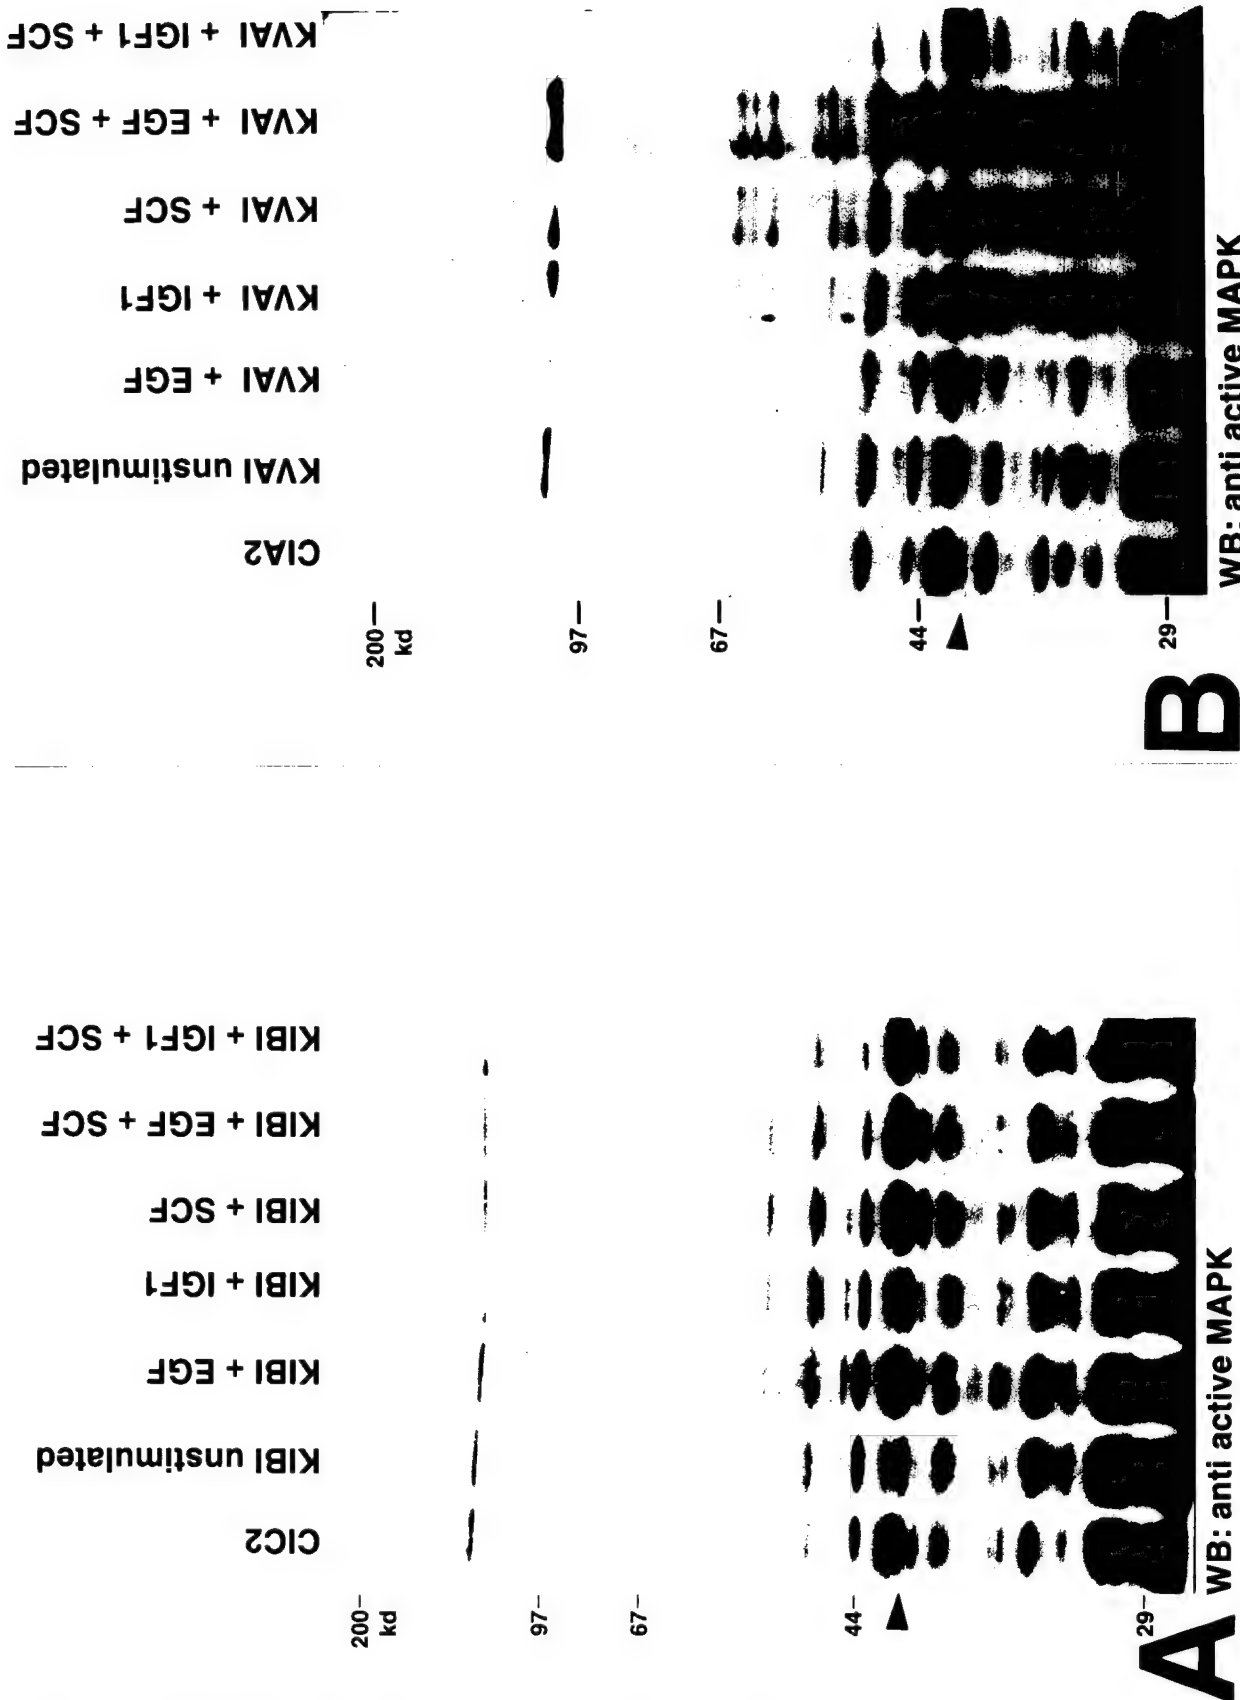 KIBI + IGF1 + SCF
KIBI + EGF + SCF
KIBI + SCF
KIBI + IGF1
KIBI + EGF
KIBI unstimulated
CIC2
200-
kd
97-
67-
44-
29-
A
WB: anti active MAPK
KVAI + IGF1 + SCF
KVAI + EGF + SCF
KVAI + SCF
KVAI + IGF1
KVAI + EGF
KVAI unstimulated
CIA2
200-
kd
97-
67-
44-
29-
B
WB: anti active MAPK